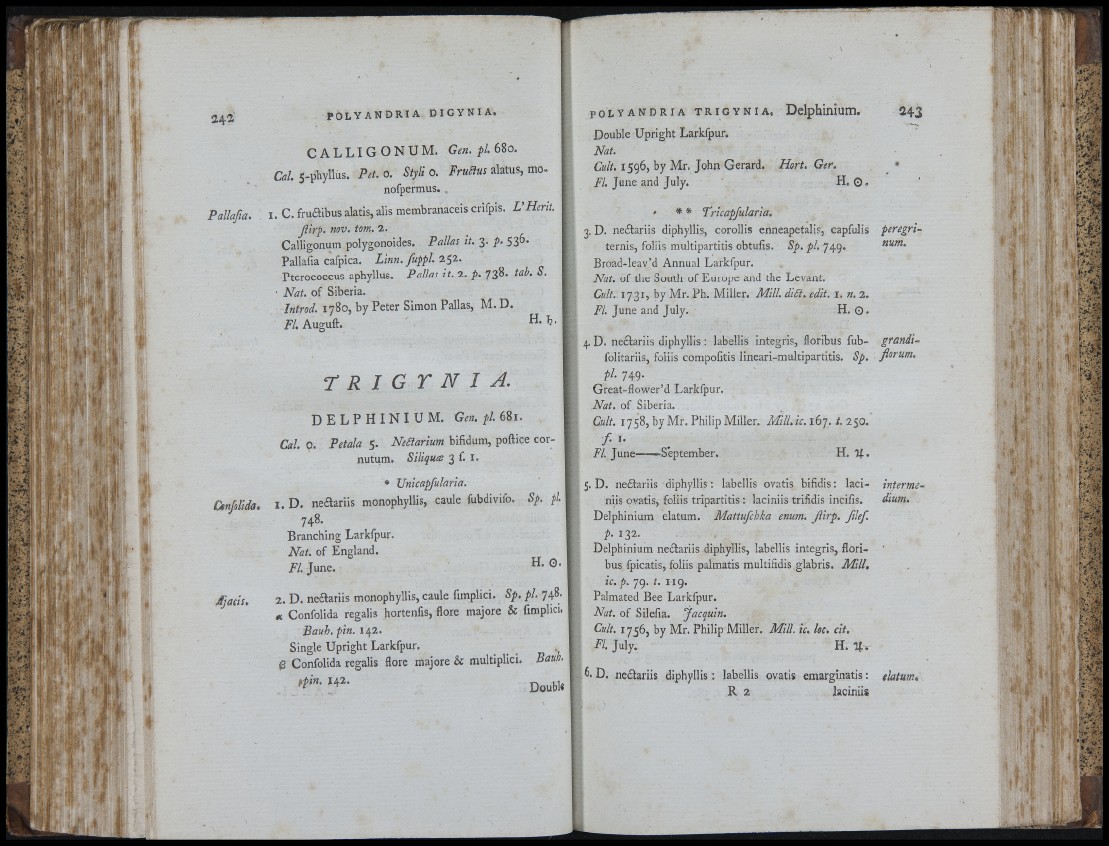 242 POLYANDRIA DIGYNIA.
CALLIGONUM. Gen. pl. 680.
Cal. 5-phyllus. Pet. 0. Styli 0. Fructus alatus, mo-
noſpermus.
Pallaſia. 1. C. fructibus alatis, alis membranaceis criſpis. L'Herit.
ſtirp. nov. tom. 2.
Calligonum polygonoides. Pallas it. 3. p. 536.
Pallaſia caſpica. Linn. ſuppl. 252.
Pterococcus aphyllus. Pallas it. 2. p. 738. tab. S.
Nat. of Siberia.
Introd. 1780, by Peter Simon Pallas, M. D.
Fl. Auguſt. H. ♄.
TRIGYNIA.
DELPHINIUM. Gen. pl. 681.
Cal. 0. Petala 5. Nectarium bifidum, poſtice cor-
nutum. Siliquæ 3 ſ. 1.
* Unicapſularia.
Conſolida. 1. D. nectariis monophyllis, caule ſubdiviſo. Sp. pl.
748.
Branching Larkſpur.
Nat. of England.
Fl. June. H. ☉.
Ajacis. 2. D. nectariis monophyllis, caule ſimplici. Sp. pl. 748.
α Conſolida regalis hortenſis, flore majore & ſimplici.
Bauh. pin. 142.
Single Upright Larkſpur.
β Conſolida regalis flore majore & multiplici. Bauh.
pin. 142.
Double
POLYANDRIA TRIGYNIA. Delphinium. 243
Double Upright Larkſpur.
Nat.
Cult. 1596, by Mr. John Gerard. Hort. Ger.
Fl. June and July. H. ☉.
** Tricapſularia.
3. D. nectariis diphyllis, corollis enneapetalis, capſulis peregri-
ternis, foliis multipartitis obtuſis. Sp. pl. 749. num.
Broad-leav'd Annual Larkſpur.
Nat. of the South of Europe and the Levant.
Cult. 1731, by Mr. Ph. Miller. Mill. dict. edit. 1. n. 2.
Fl. June and July. H. ☉.
4. D. nectariis diphyllis: labellis integris, floribus ſub- grandi-
ſolitariis, foliis compoſitis lineari-multipartitis. Sp. florum.
pl. 749.
Great-flower'd Larkſpur.
Nat. of Siberia.
Cult. 1758, by Mr. Philip Miller. Mill. ic. 167. t. 250.
f. 1.
Fl. June——September. H. ♃.
5. D. nectariis diphyllis: labellis ovatis bifidis: laci- interme-
niis ovatis, foliis tripartitis: laciniis trifidis inciſis. dium.
Delphinium elatum. Mattuſchka enum. ſtirp. ſileſ.
p. 132.
Delphinium nectariis diphyllis, labellis integris, flori-
bus ſpicatis, foliis palmatis multifidis glabris. Mill.
ic. p. 79. t. 119.
Palmated Bee Larkſpur.
Nat. of Sileſia. Jacquin.
Cult. 1756, by Mr. Philip Miller. Mill. ic. loc. cit.
Fl. July. H. ♃.
6. D. nectariis diphyllis: labellis ovatis emarginatis: elatum.
R 2 laciniis